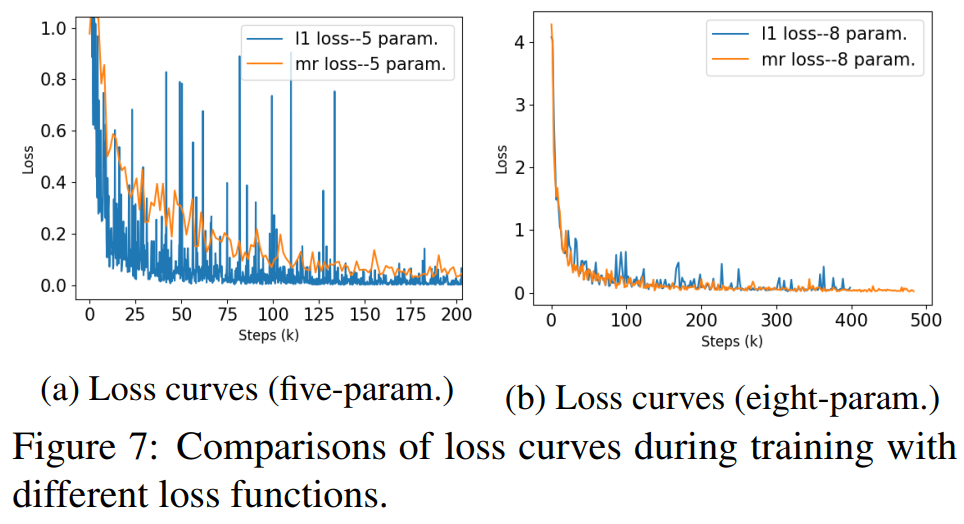 1.0
0.8
0.6
0.4
0.2
0.0
Loss
l1 loss--5 param.
mr loss--5 param.
0 25 50 75 100 125 150 175 200
Steps (k)
(a) Loss curves (five-param.)
4
3
2
1
0
Loss
l1 loss--8 param.
mr loss--8 param.
0 100 200 300 400 500
Steps (k)
(b) Loss curves (eight-param.)
Figure 7: Comparisons of loss curves during training with
different loss functions.